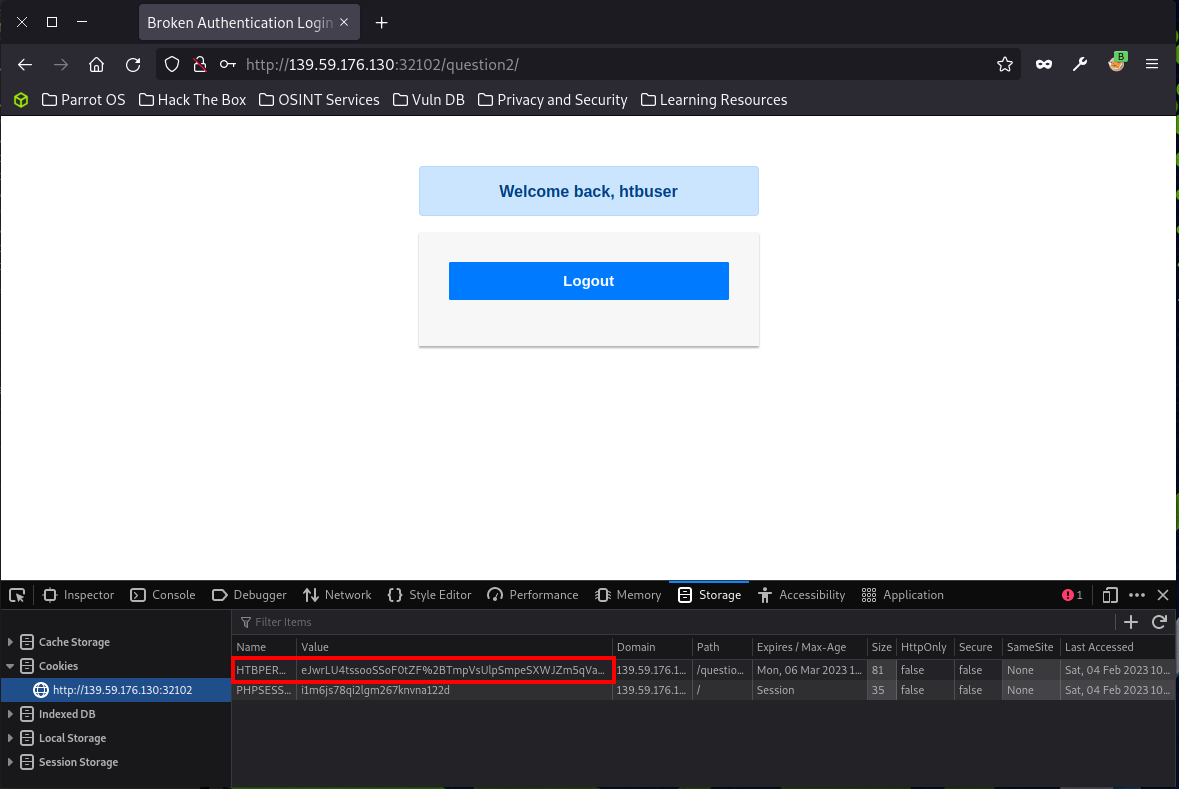 Broken Authentication Login
http://139.59.176.130:32102/question2/
B
Parrot OS Hack The Box OSINT Services Vuln DB Privacy and Security Learning Resources
Welcome back, htbuser
Logout
Inspector Console Debugger Network Style Editor Performance Memory Storage Accessibility Application 1
Filter Items
Cache Storage
Cookies
http://139.59.176.130:32102
Indexed DB
Local Storage
Session Storage
Name Value Domain Path Expires / Max-Age Size HttpOnly Secure SameSite Last Accessed
HTBPER... eJwrLU4tssooSSoF0tZF%2BTmpVsUlpSmpeSXWJZm5qVa... 139.59.176.1... /questio... Mon, 06 Mar 2023 1... 81 false false None Sat, 04 Feb 2023 10...
PHPSESS... i1m6js78qi2lgm267knvna122d 139.59.176.1... / Session 35 false false None Sat, 04 Feb 2023 10...